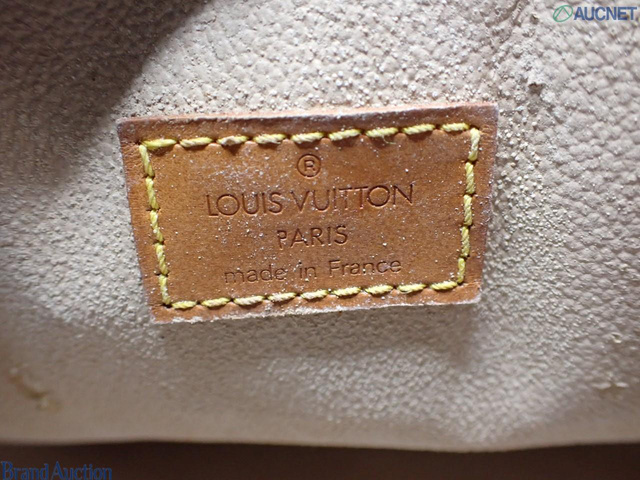 AUCNET
®
LOUIS VUITTON
PARIS
made in France
Brand Auction